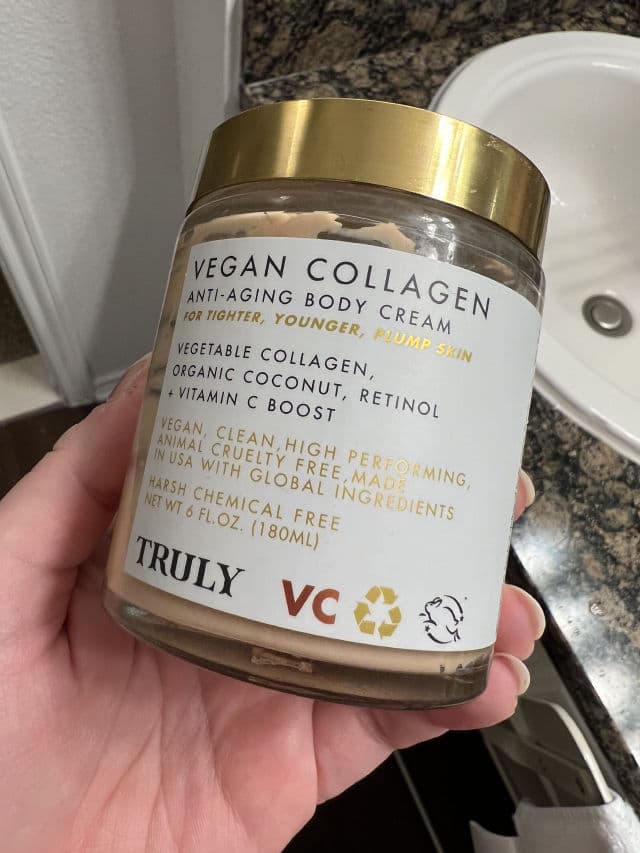 VEGAN COLLAGEN
ANTI-AGING BODY CREAM
FOR TIGHTER, YOUNGER, PLUMP SKIN
VEGETABLE COLLAGEN,
ORGANIC COCONUT, RETINOL
+ VITAMIN C BOOST
VEGAN, CLEAN, HIGH PERFORMING,
ANIMAL CRUELTY FREE, MADE
IN USA WITH GLOBAL INGREDIENTS
HARSH CHEMICAL FREE
NET WT 6 FL.OZ. (180ML)
TRULY
VC